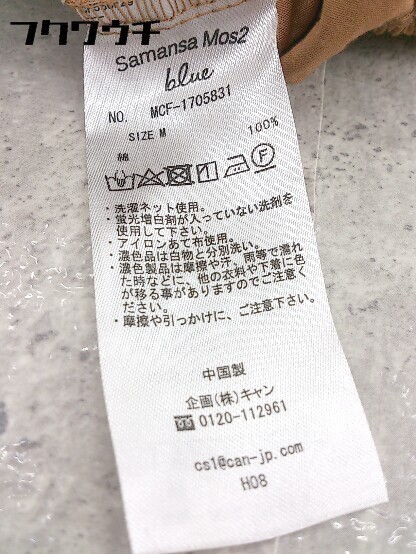 フクウウチ
Samansa Mos2
blue
NO. MCF-1705831
SIZE M
綿 100%
・洗濯ネット使用。
・蛍光増白剤が入っていない洗剤を
使用して下さい。
・アイロンあて布使用。
・濃色品は白物と分別洗い。
・濃色製品は摩擦や汗、雨等で濡れ
た時などに、他の衣料や下着に色
が移る事がありますのでご注意く
ださい。
・摩擦や引っかけに、ご注意下さい。
中国製
企画(株)キャン
0120-112961
cs1@can-jp.com
H08